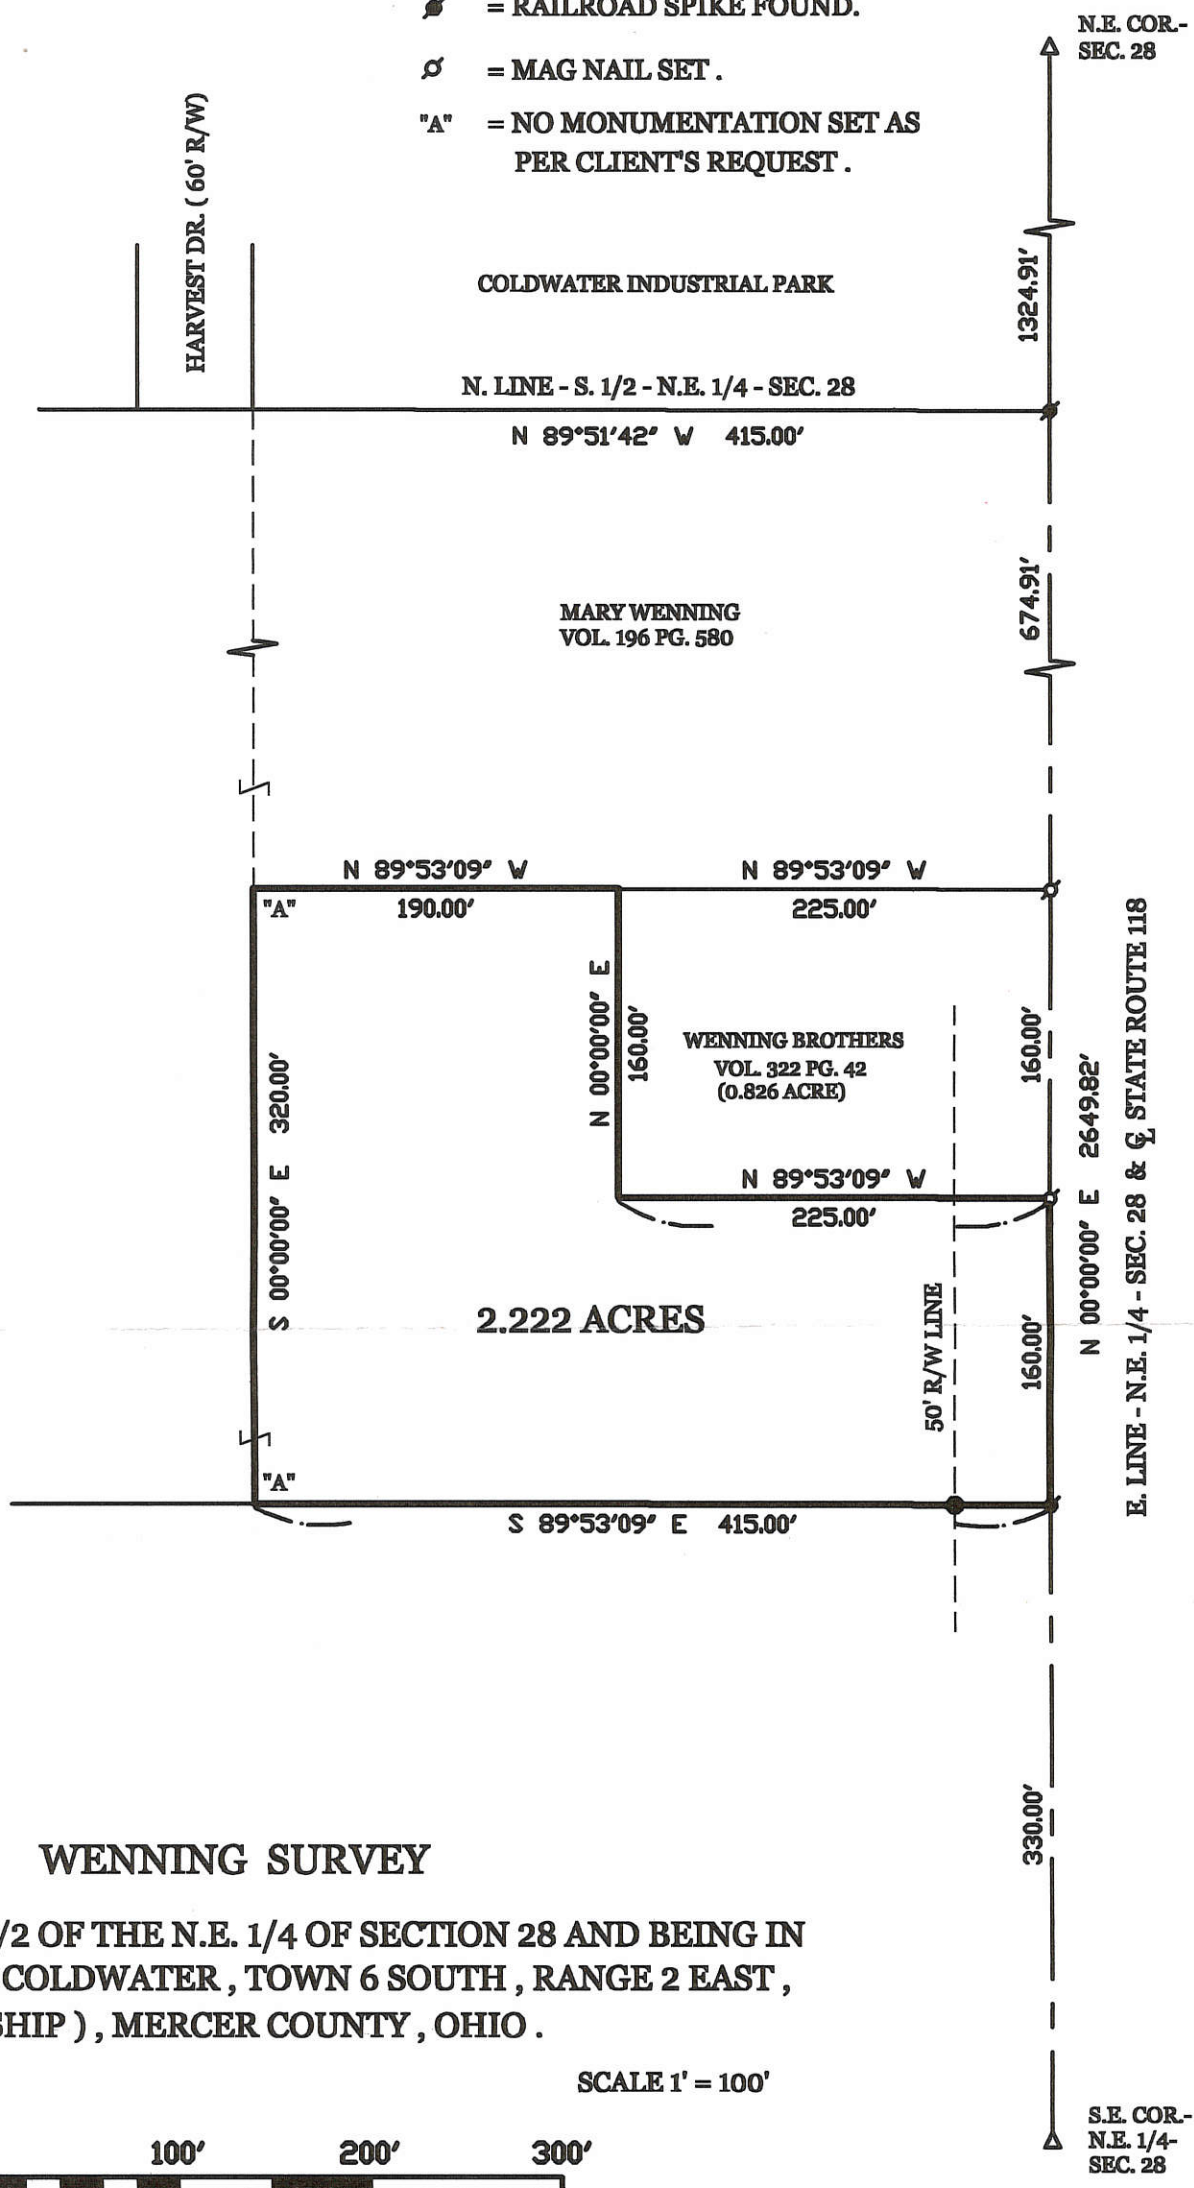 = RAILROAD SPIKE FOUND.
N.E. COR.-
SEC. 28
= MAG NAIL SET .
"A" = NO MONUMENTATION SET AS
PER CLIENT'S REQUEST .
HARVEST DR. ( 60' R/W)
COLDWATER INDUSTRIAL PARK
1324.91'
N. LINE - S. 1/2 - N.E. 1/4 - SEC. 28
N 89°51'42" W 415.00'
674.91'
MARY WENNING
VOL. 196 PG. 580
N 89°53'09" W
190.00'
N 89°53'09" W
225.00'
"A"
N 00°00'00" E
160.00'
WENNING BROTHERS
VOL. 322 PG. 42
(0.826 ACRE)
160.00'
S 00°00'00" E 320.00'
N 89°53'09" W
225.00'
N 00°00'00" E 2649.82'
E. LINE - N.E. 1/4 - SEC. 28 & ℄ STATE ROUTE 118
2.222 ACRES
50' R/W LINE
160.00'
"A"
S 89°53'09" E 415.00'
330.00'
WENNING SURVEY
/2 OF THE N.E. 1/4 OF SECTION 28 AND BEING IN
COLDWATER , TOWN 6 SOUTH , RANGE 2 EAST ,
SHIP ) , MERCER COUNTY , OHIO .
SCALE 1' = 100'
S.E. COR.-
N.E. 1/4-
SEC. 28
100' 200' 300'